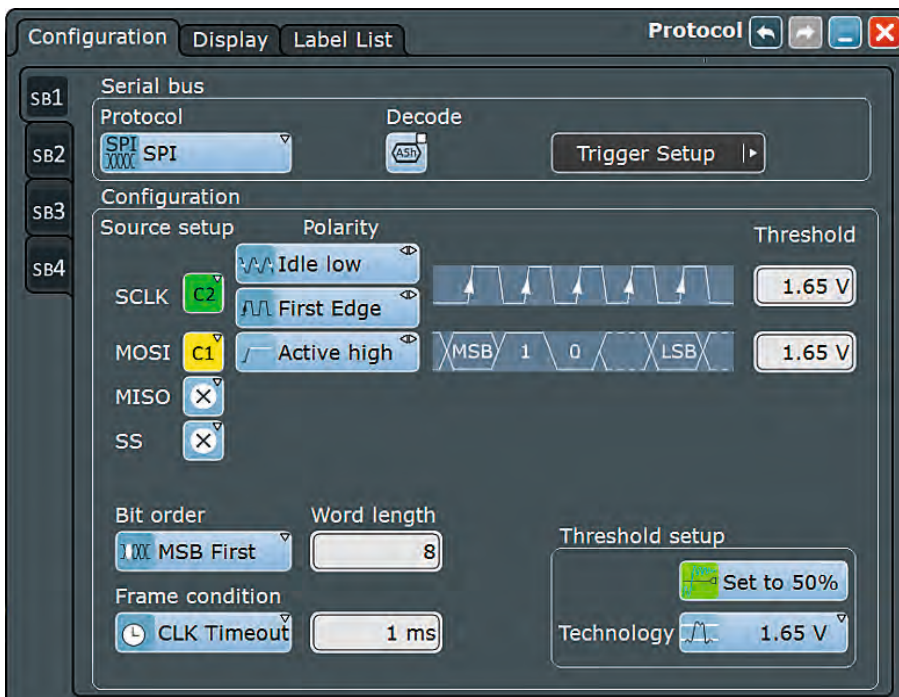 Configuration Display Label List Protocol
SB1
SB2
SB3
SB4
Serial bus
Protocol Decode
SPI SPI ASh Trigger Setup
Configuration
Source setup Polarity Threshold
SCLK C2 Idle low 1.65 V
First Edge
MOSI C1 Active high MSB 1 0 LSB 1.65 V
MISO
SS
Bit order Word length
MSB First 8
Threshold setup
Set to 50%
Frame condition
CLK Timeout 1 ms
Technology 1.65 V